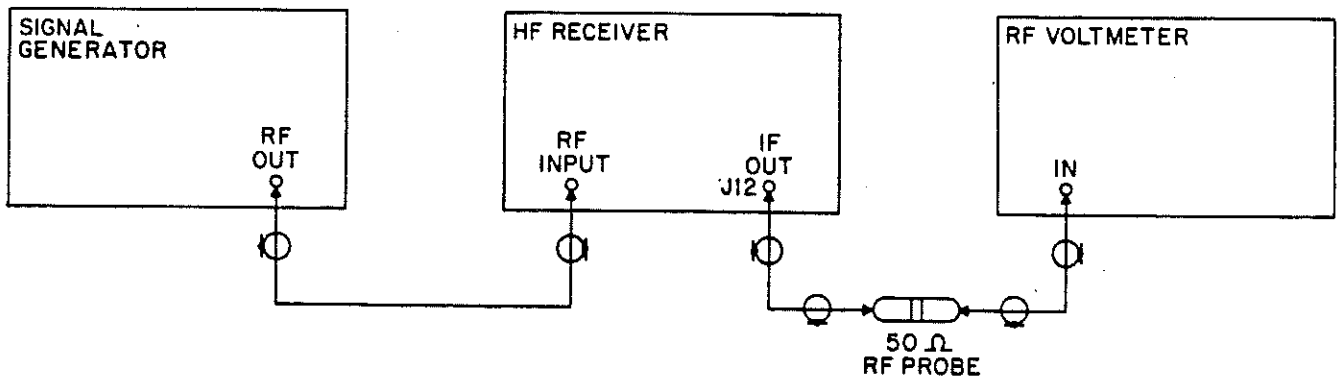 SIGNAL
GENERATOR
RF
OUT
HF RECEIVER
RF
INPUT
IF
OUT
J12
RF VOLTMETER
IN
50 Ω
RF PROBE